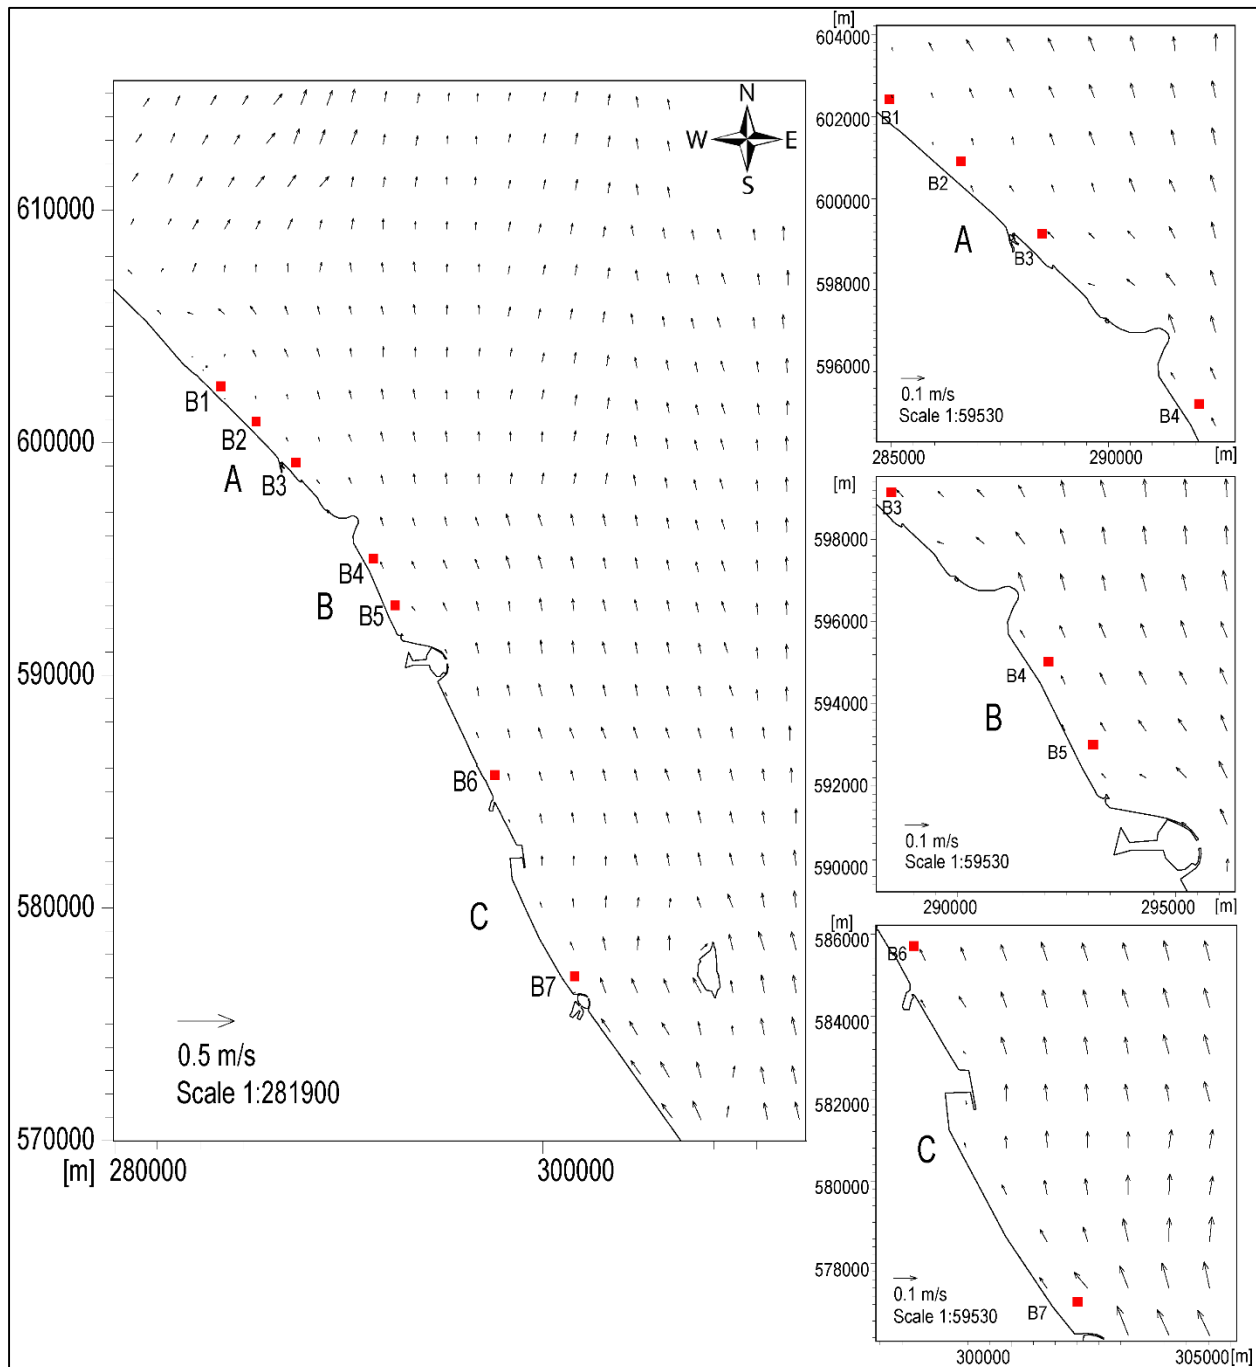 N
W E
S
610000
600000
590000
580000
570000
[m] 280000 300000
B1
B2
A
B3
B4
B
B5
B6
C
B7
0.5 m/s
Scale 1:281900
[m]
604000
602000
600000
598000
596000
B1
B2
A
B3
B4
0.1 m/s
Scale 1:59530
285000 290000 [m]
[m]
598000
596000
594000
592000
590000
B3
B4
B
B5
0.1 m/s
Scale 1:59530
290000 295000 [m]
[m]
586000
584000
582000
580000
578000
B6
C
B7
0.1 m/s
Scale 1:59530
300000 305000[m]